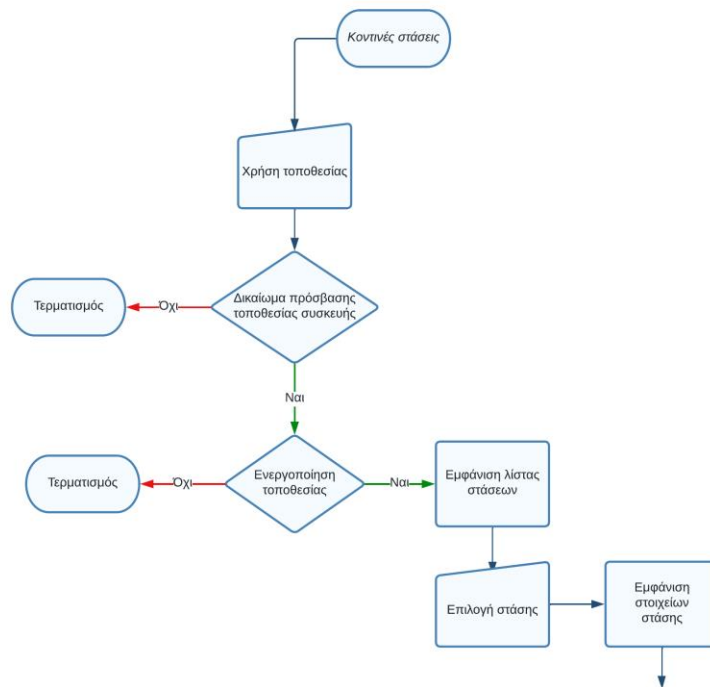 Κοντινές στάσεις
Χρήση τοποθεσίας
Δικαίωμα πρόσβασης
τοποθεσίας συσκευής
Όχι
Τερματισμός
Ναι
Ενεργοποίηση
τοποθεσίας
Όχι
Τερματισμός
Ναι
Εμφάνιση λίστας
στάσεων
Επιλογή στάσης
Εμφάνιση
στοιχείων
στάσης